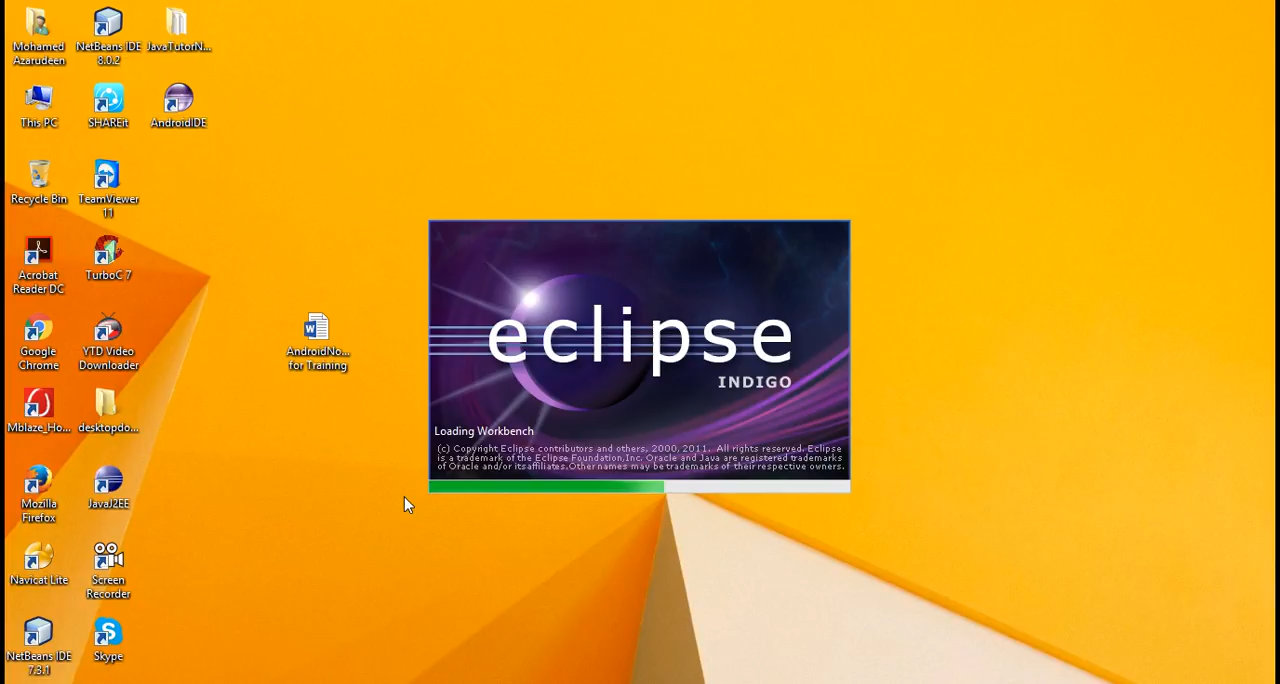 Mohamed
Azarudeen
NetBeans IDE
8.0.2
JavaTutorN...
This PC
SHAREit
AndroidIDE
Recycle Bin
TeamViewer
11
Acrobat
Reader DC
TurboC 7
Google
Chrome
YTD Video
Downloader
AndroidNo...
for Training
Mblaze_Ho...
desktopdo...
Mozilla
Firefox
JavaJ2EE
Navicat Lite
Screen
Recorder
NetBeans IDE
7.3.1
Skype
eclipse
INDIGO
Loading Workbench
(c) Copyright Eclipse contributors and others, 2000, 2011. All rights reserved. Eclipse
is a trademark of the Eclipse Foundation,Inc. Oracle and Java are registered trademarks
of Oracle and/or itsaffiliates.Other names may be trademarks of their respective owners.